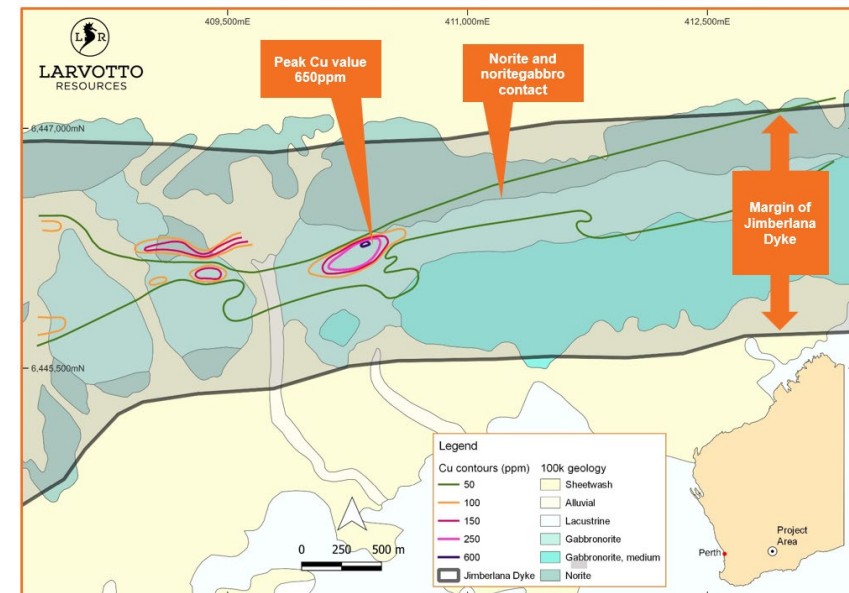 409,500mE
411,000mE
412,500mE
L R
LARVOTTO
RESOURCES
Peak Cu value
650ppm
Norite and
noritegabbro
contact
6,447,000mN
Margin of
Jimberlana
Dyke
6,445,500mN
Legend
Cu contours (ppm)
50
100
150
250
600
Jimberlana Dyke
100k geology
Sheetwash
Alluvial
Lacustrine
Gabbronorite
Gabbronorite, medium
Norite
0 250 500 m
Project
Area
Perth